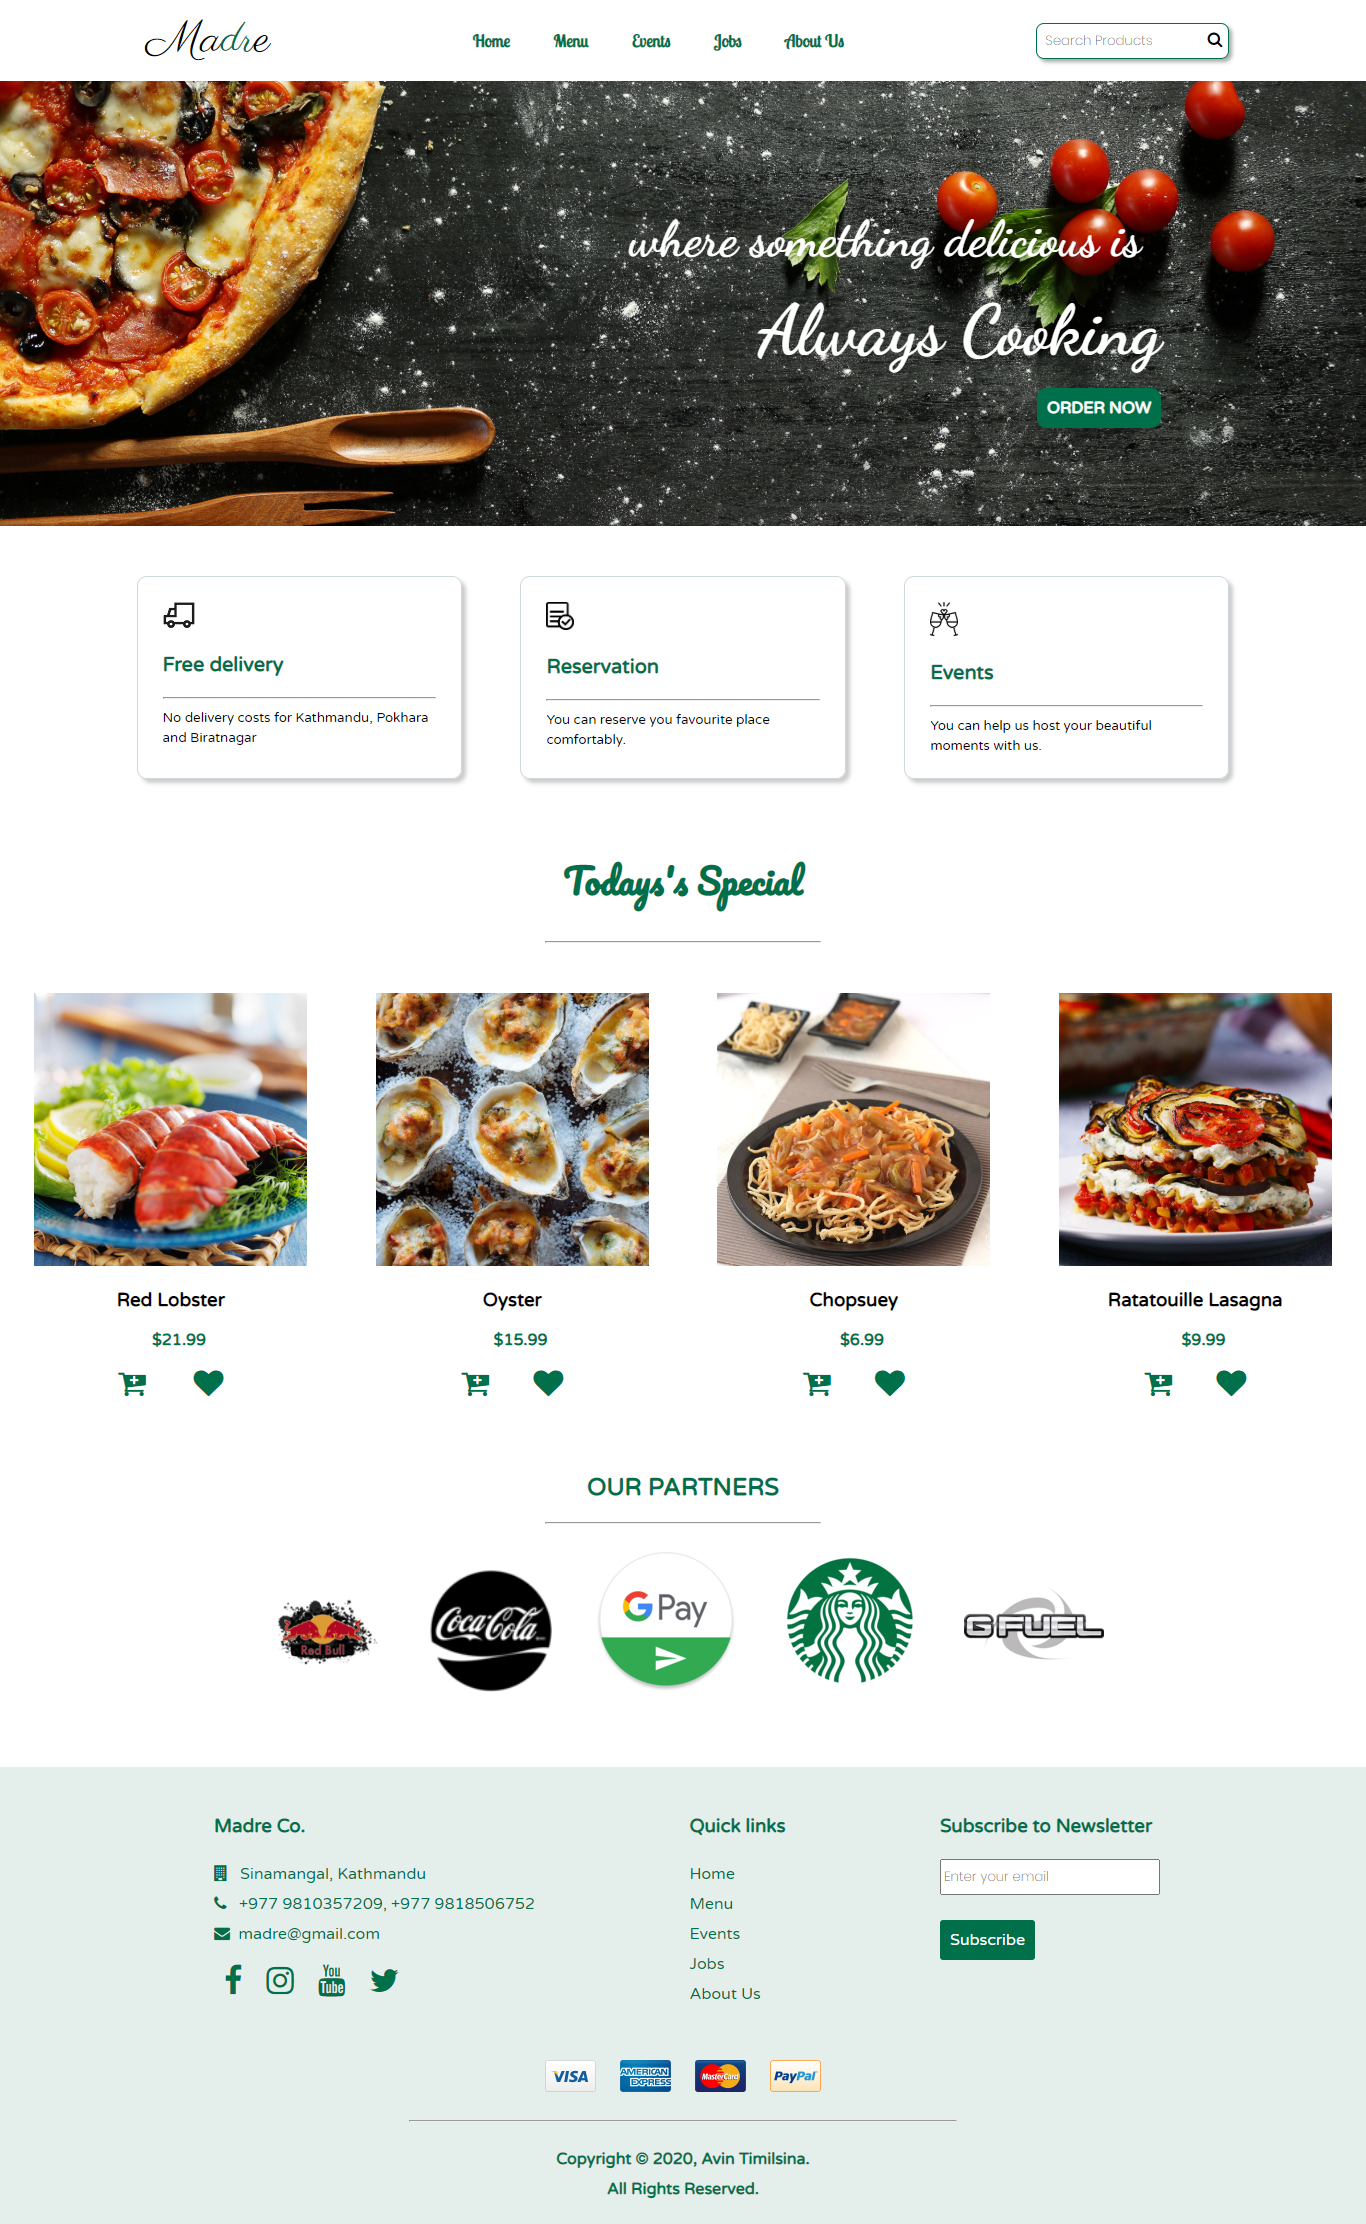 Madre
Home Menu Events Jobs About Us
Search Products
where something delicious is
Always Cooking
ORDER NOW
Free delivery
No delivery costs for Kathmandu, Pokhara
and Biratnagar
Reservation
You can reserve you favourite place
comfortably.
Events
You can help us host your beautiful
moments with us.
Todays's Special
Red Lobster
$21.99
Oyster
$15.99
Chopsuey
$6.99
Ratatouille Lasagna
$9.99
OUR PARTNERS
Red Bull
Coca-Cola
G Pay
G FUEL
Madre Co.
Sinamangal, Kathmandu
+977 9810357209, +977 9818506752
madre@gmail.com
You
Tube
Quick links
Home
Menu
Events
Jobs
About Us
Subscribe to Newsletter
Enter your email
Subscribe
VISA
AMERICAN
EXPRESS
MasterCard
PayPal
Copyright © 2020, Avin Timilsina.
All Rights Reserved.